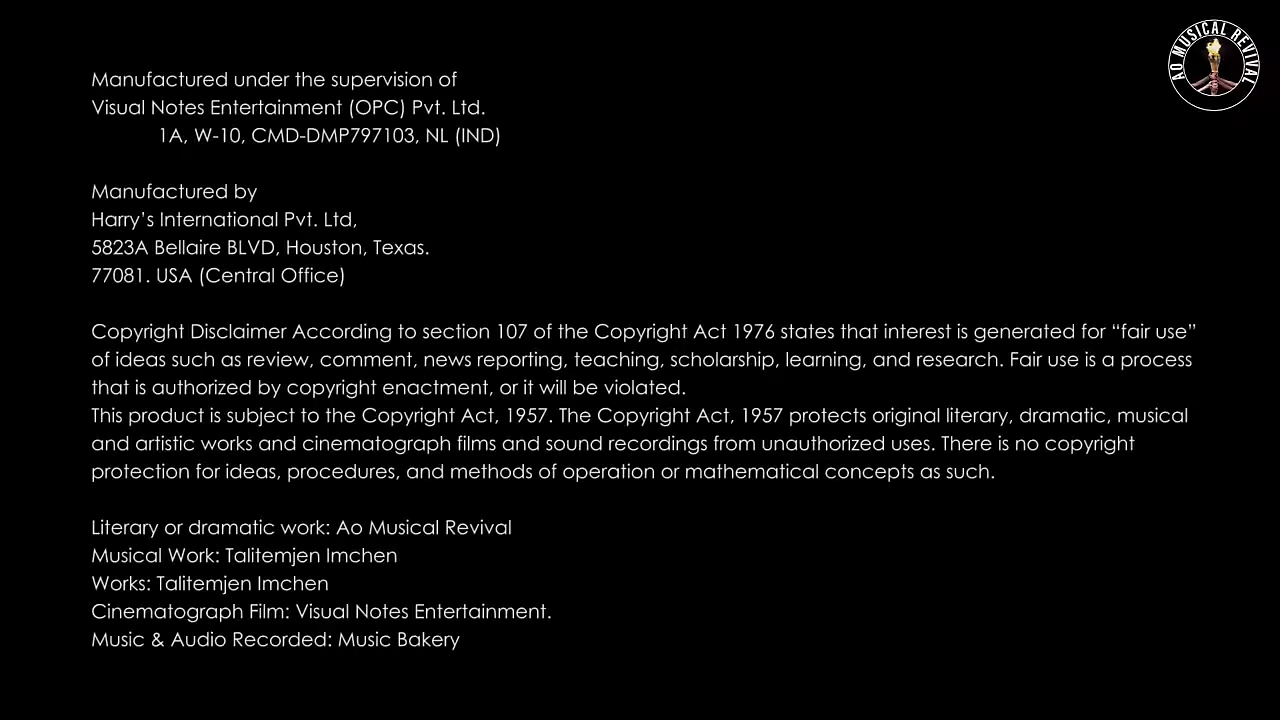 AO MUSICAL REVIVAL
Manufactured under the supervision of
Visual Notes Entertainment (OPC) Pvt. Ltd.
1A, W-10, CMD-DMP797103, NL (IND)
Manufactured by
Harry’s International Pvt. Ltd,
5823A Bellaire BLVD, Houston, Texas.
77081. USA (Central Office)
Copyright Disclaimer According to section 107 of the Copyright Act 1976 states that interest is generated for “fair use”
of ideas such as review, comment, news reporting, teaching, scholarship, learning, and research. Fair use is a process
that is authorized by copyright enactment, or it will be violated.
This product is subject to the Copyright Act, 1957. The Copyright Act, 1957 protects original literary, dramatic, musical
and artistic works and cinematograph films and sound recordings from unauthorized uses. There is no copyright
protection for ideas, procedures, and methods of operation or mathematical concepts as such.
Literary or dramatic work: Ao Musical Revival
Musical Work: Talitemjen Imchen
Works: Talitemjen Imchen
Cinematograph Film: Visual Notes Entertainment.
Music & Audio Recorded: Music Bakery